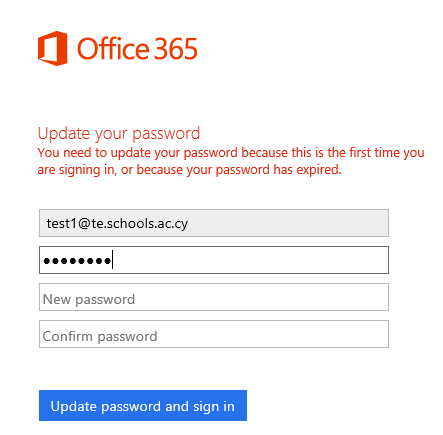 Office 365
Update your password
You need to update your password because this is the first time you
are signing in, or because your password has expired.
test1@te.schools.ac.cy
●●●●●●●●
New password
Confirm password
Update password and sign in